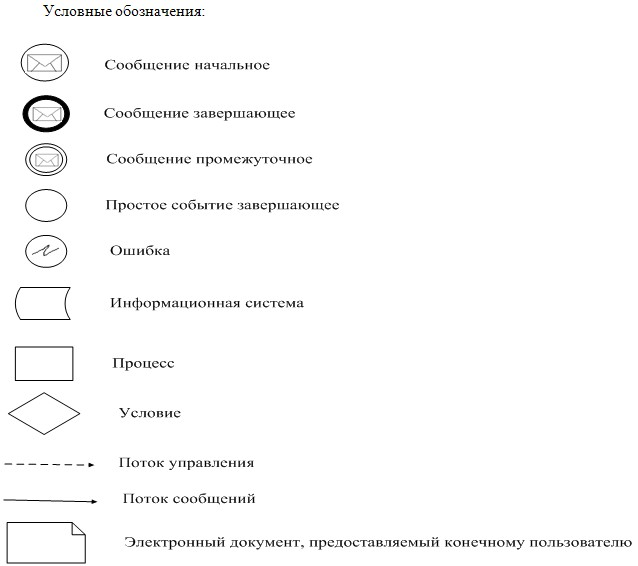 Условные обозначения:
Сообщение начальное
Сообщение завершающее
Сообщение промежуточное
Простое событие завершающее
Ошибка
Информационная система
Процесс
Условие
Поток управления
Поток сообщений
Электронный документ, предоставляемый конечному пользователю